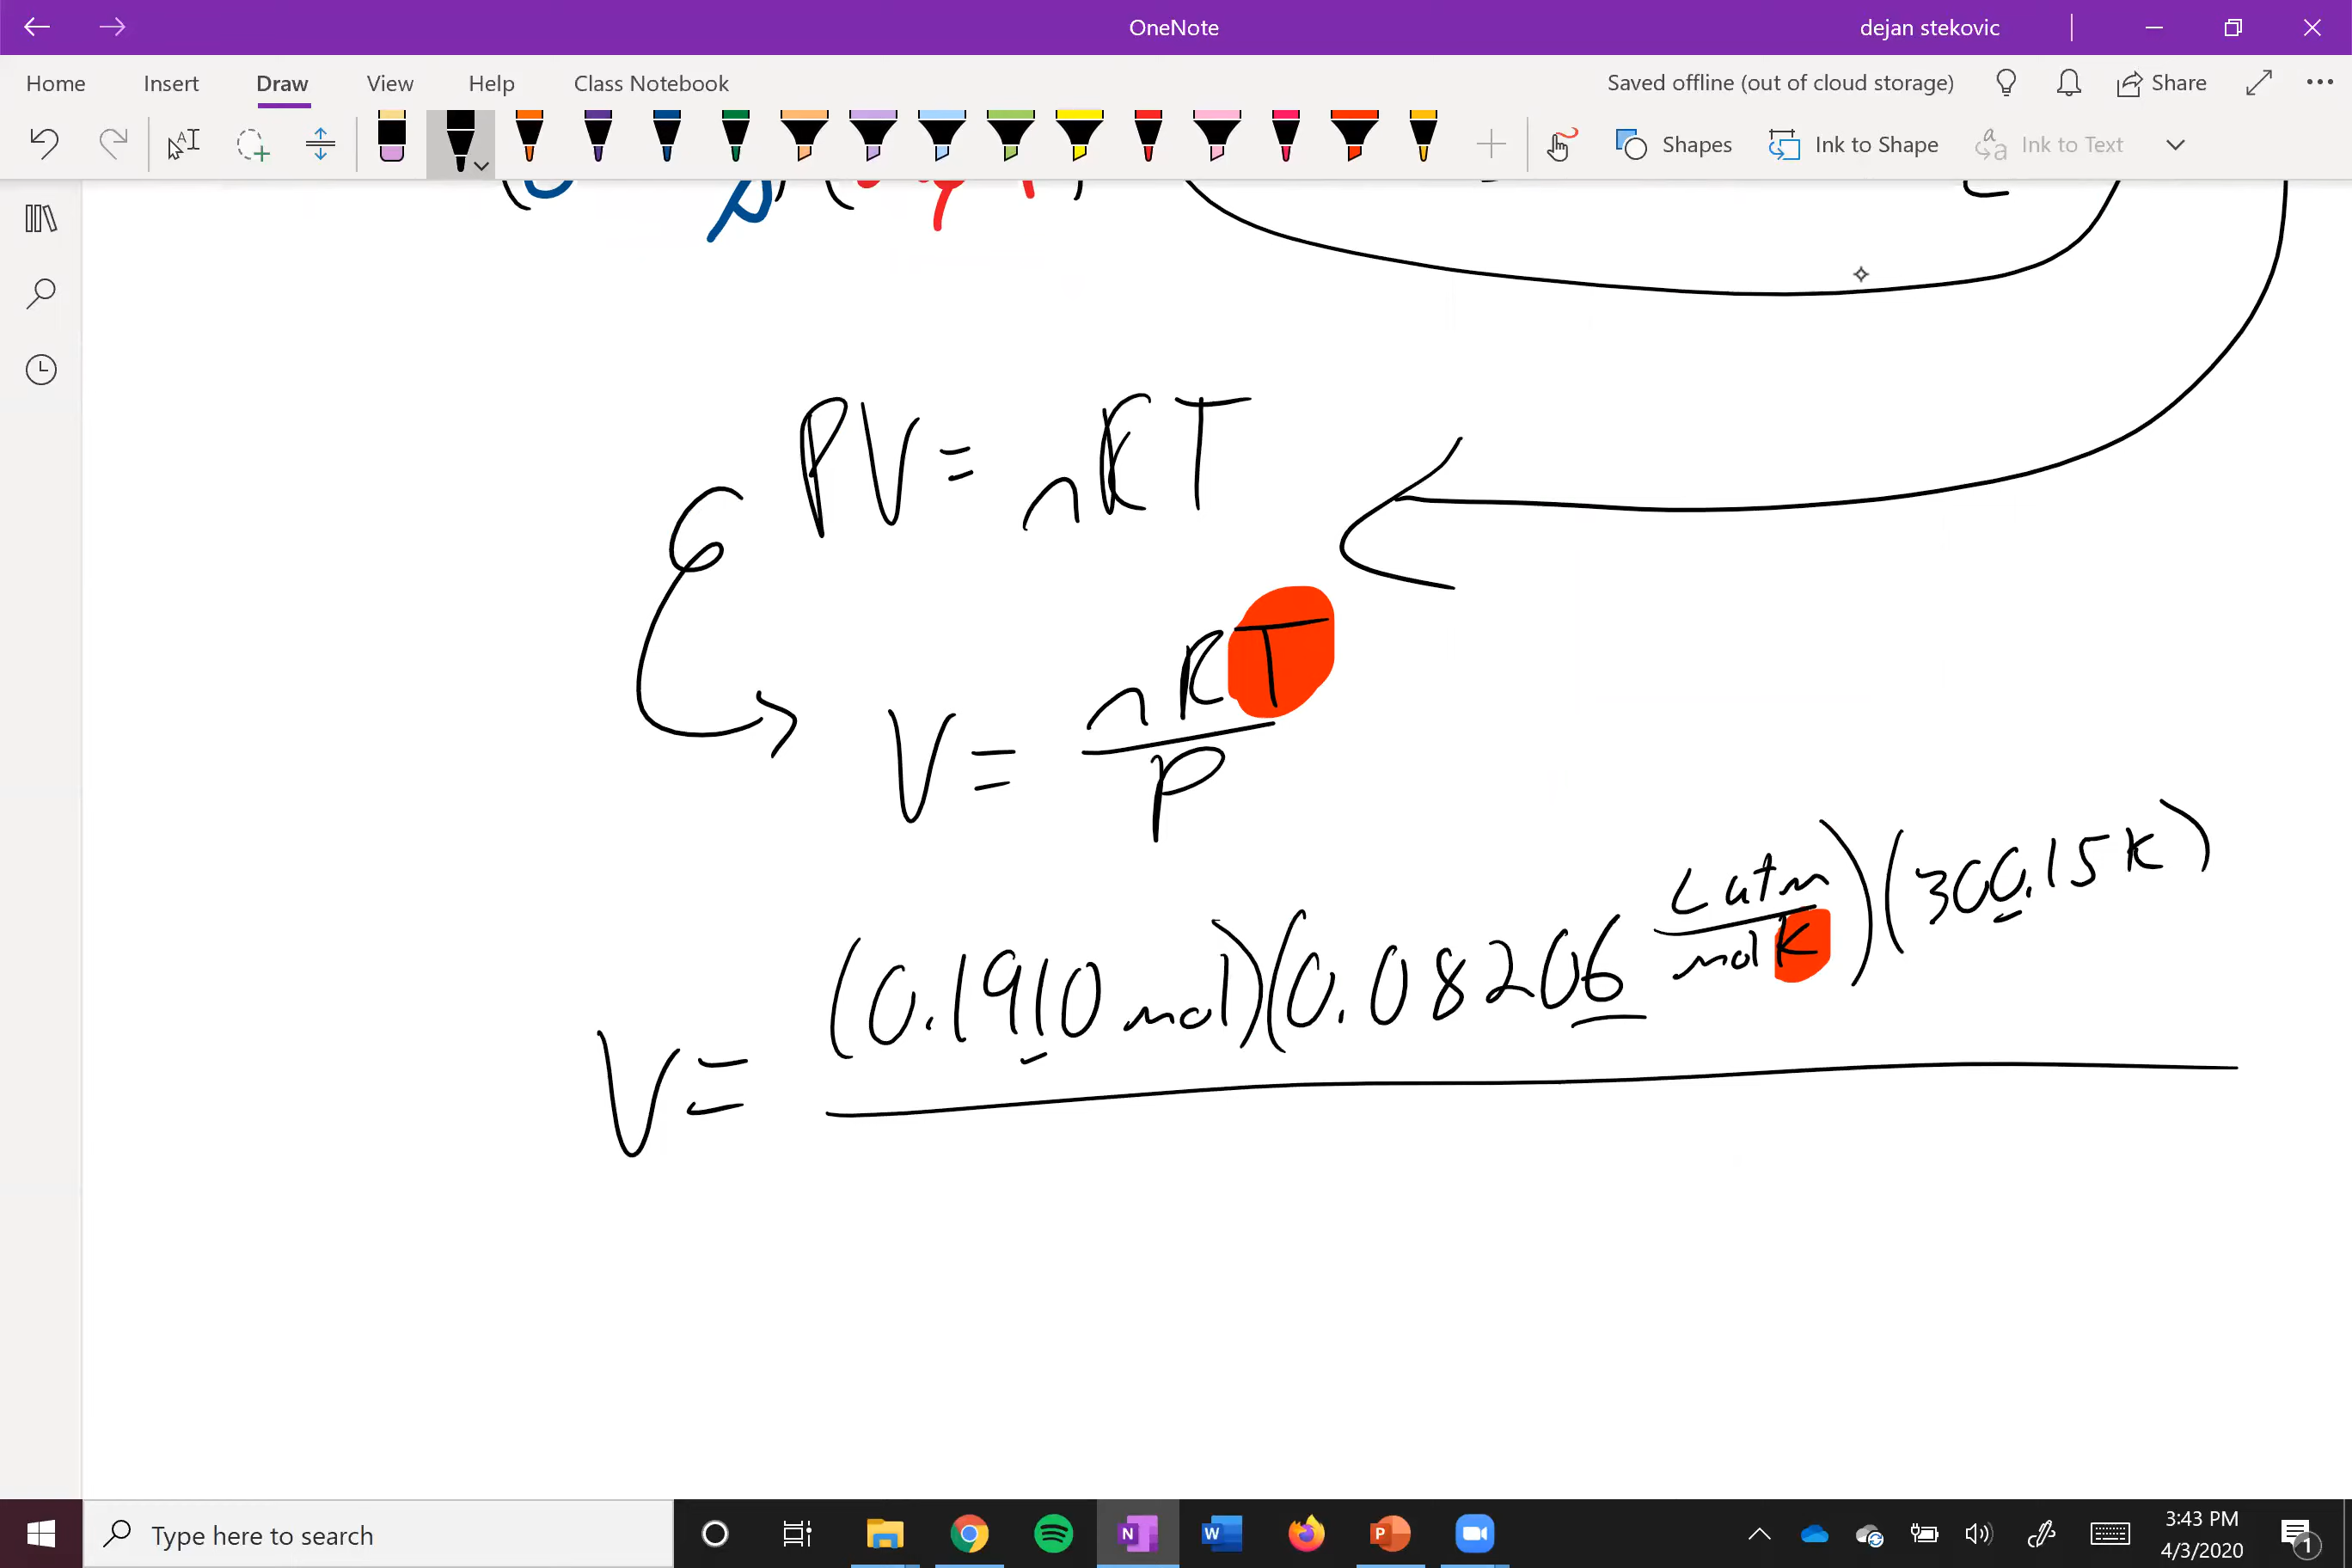 OneNote
dejan stekovic
Home Insert Draw View Help Class Notebook
Saved offline (out of cloud storage) Share
Shapes Ink to Shape Ink to Text
PV = nRT
V = nRT
P
L atm
mol K
V = (0.1910 mol)(0.08206 )(300.15 K)
Type here to search
3:43 PM
4/3/2020
1